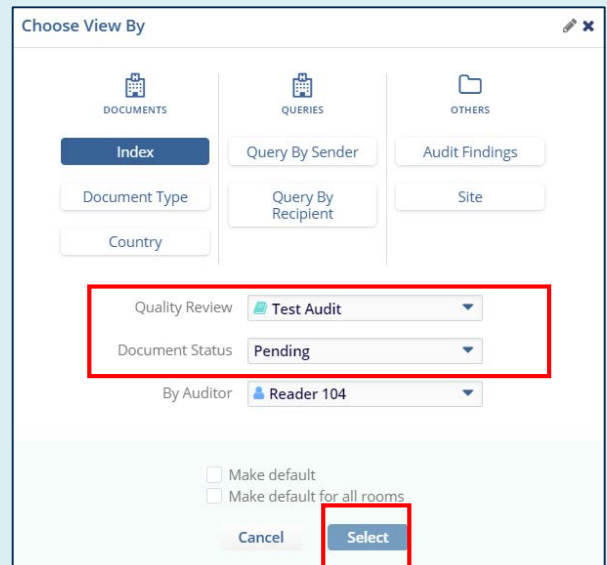 Choose View By
DOCUMENTS
QUERIES
OTHERS
Index
Query By Sender
Audit Findings
Document Type
Query By
Recipient
Site
Country
Quality Review
Test Audit
Document Status
Pending
By Auditor
Reader 104
Make default
Make default for all rooms
Cancel
Select